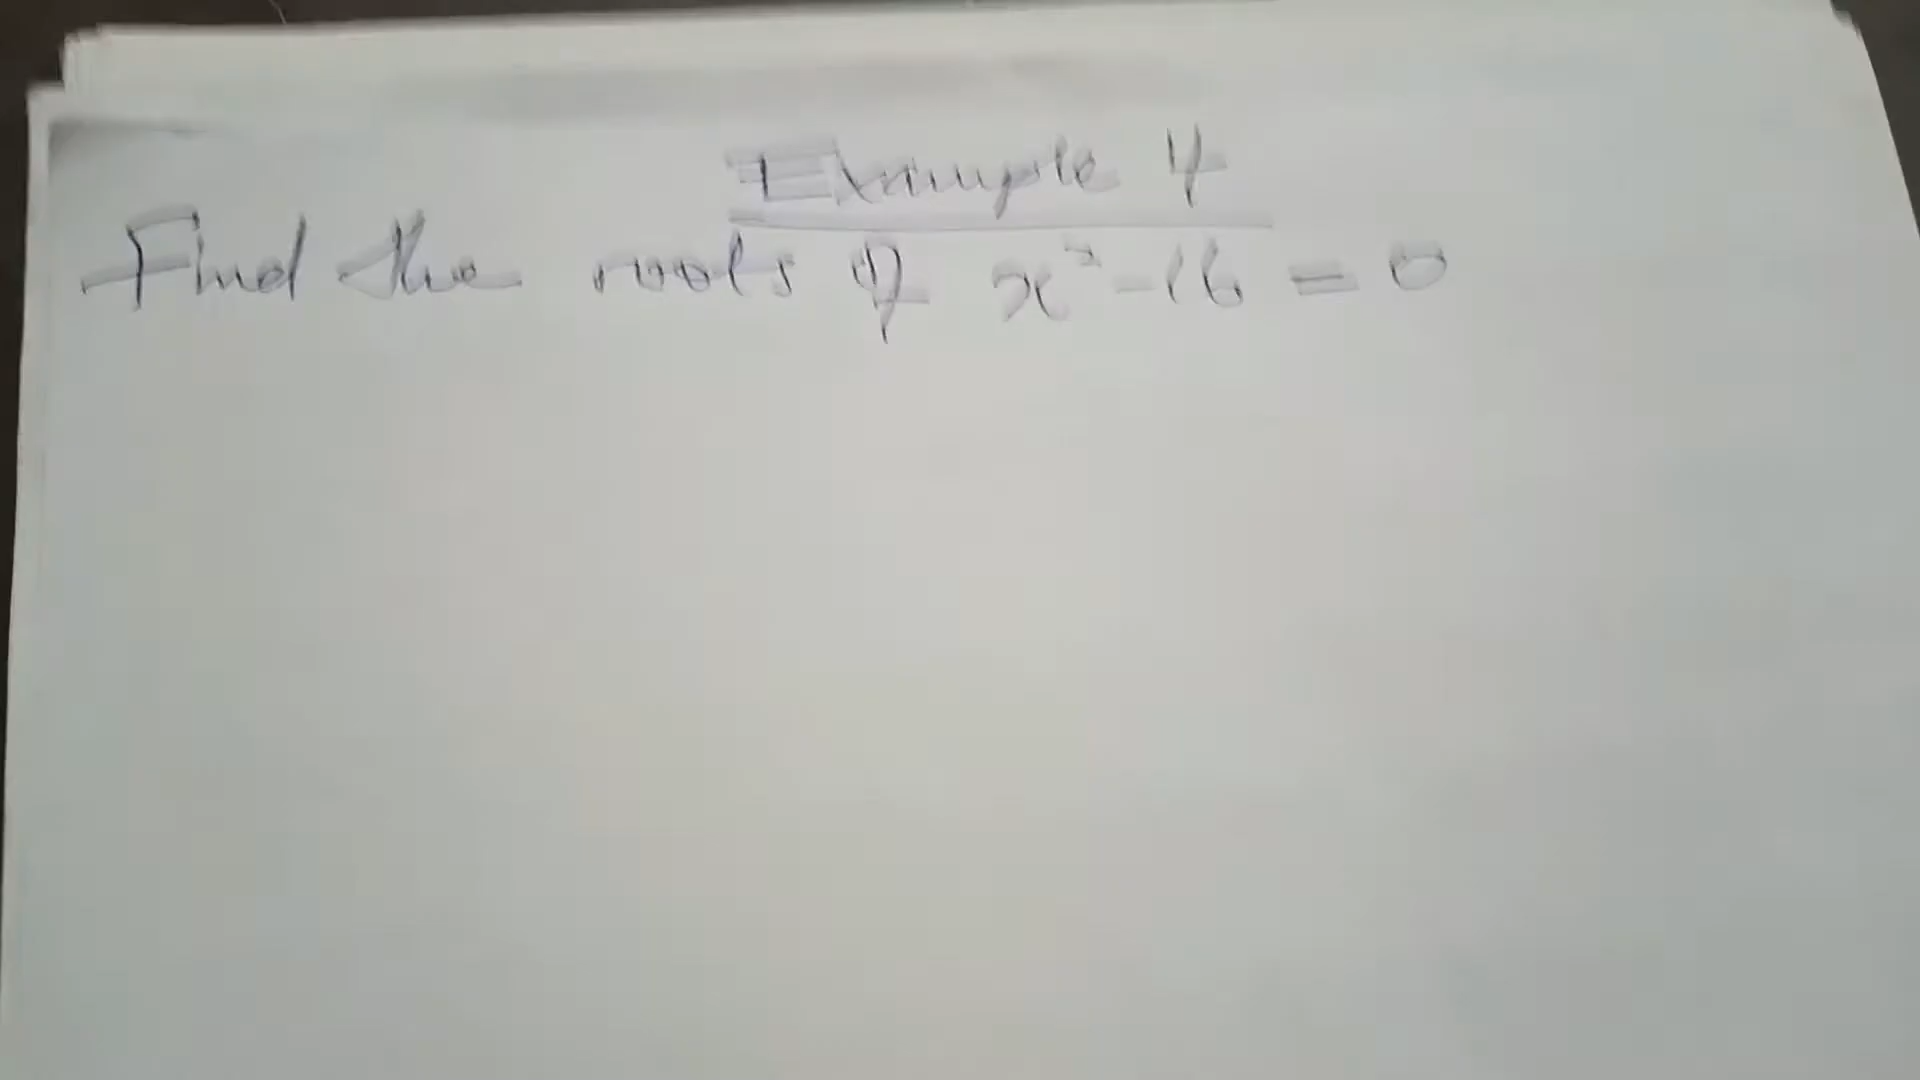 Example 4
Find the roots of x² - 16 = 0